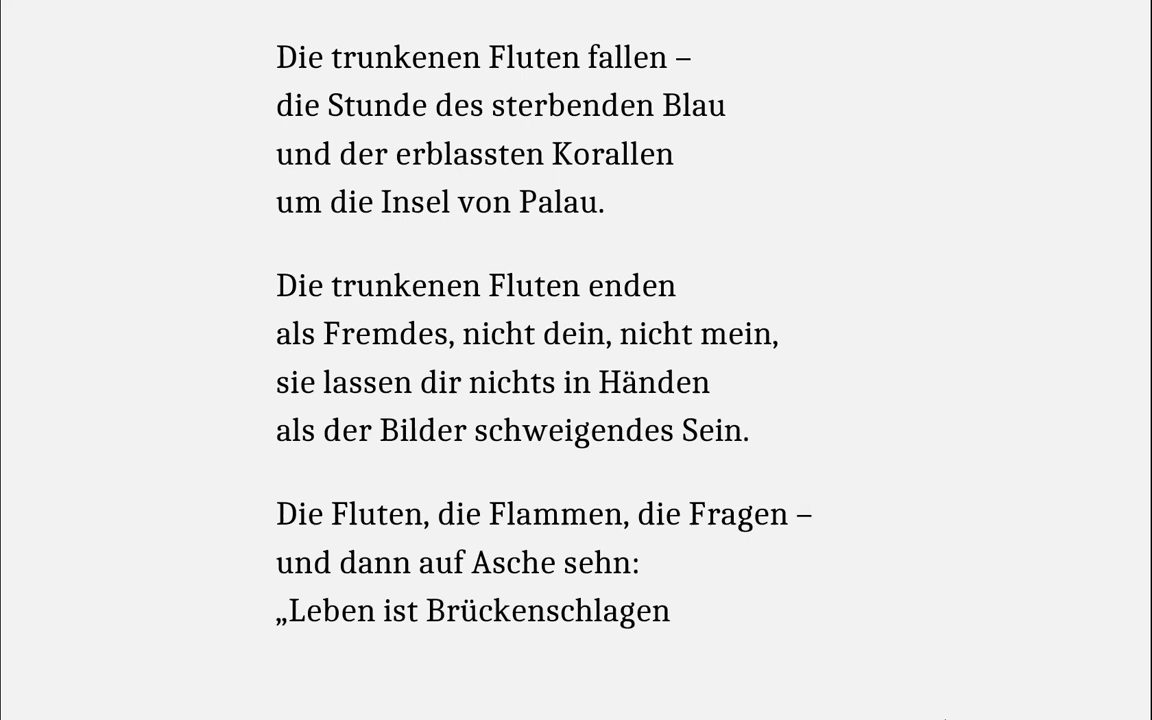 Die trunkenen Fluten fallen –
die Stunde des sterbenden Blau
und der erblassten Korallen
um die Insel von Palau.
Die trunkenen Fluten enden
als Fremdes, nicht dein, nicht mein,
sie lassen dir nichts in Händen
als der Bilder schweigendes Sein.
Die Fluten, die Flammen, die Fragen –
und dann auf Asche sehn:
„Leben ist Brückenschlagen